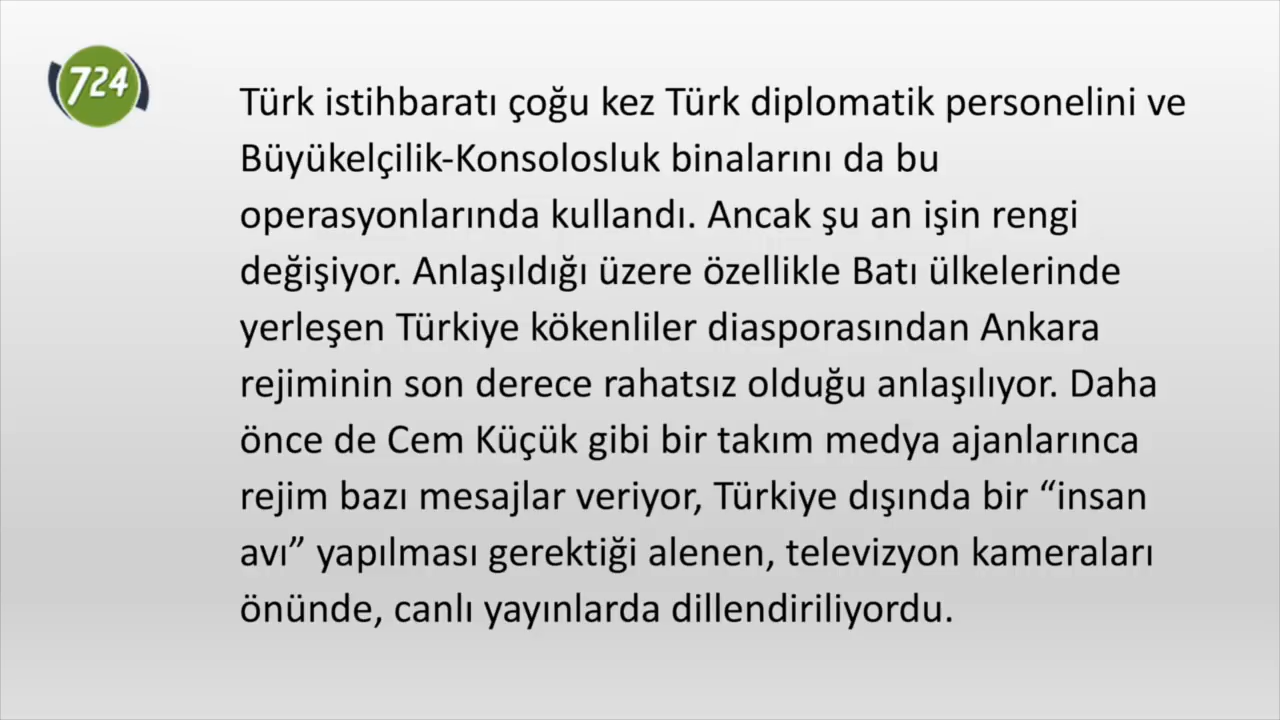 724
Türk istihbaratı çoğu kez Türk diplomatik personelini ve
Büyükelçilik-Konsolosluk binalarını da bu
operasyonlarında kullandı. Ancak şu an işin rengi
değişiyor. Anlaşıldığı üzere özellikle Batı ülkelerinde
yerleşen Türkiye kökenliler diasporasından Ankara
rejiminin son derece rahatsız olduğu anlaşılıyor. Daha
önce de Cem Küçük gibi bir takım medya ajanlarınca
rejim bazı mesajlar veriyor, Türkiye dışında bir “insan
avı” yapılması gerektiği alenen, televizyon kameraları
önünde, canlı yayınlarda dillendiriliyordu.